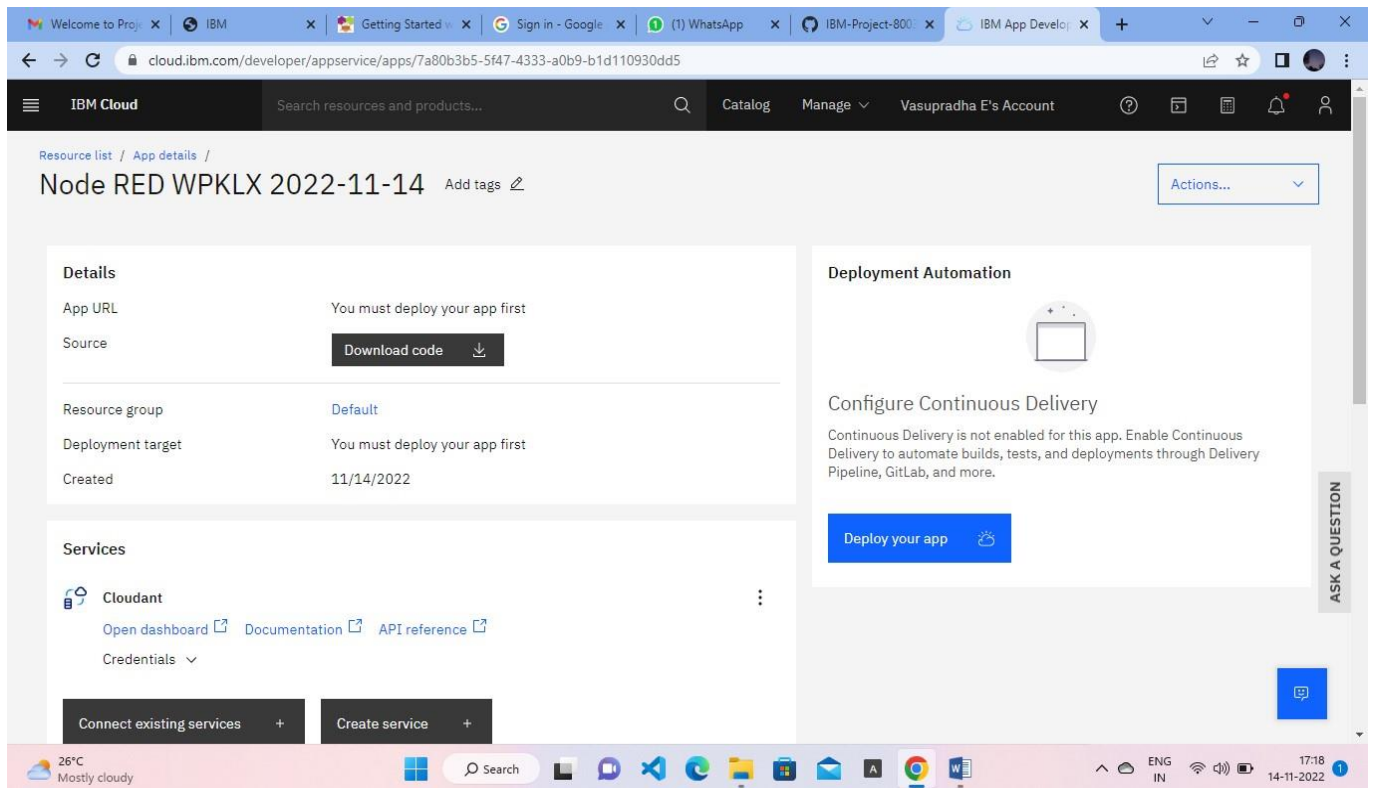 Welcome to Proj
IBM
Getting Started w
Sign in - Google
(1) WhatsApp
IBM-Project-800
IBM App Develop
cloud.ibm.com/developer/appservice/apps/7a80b3b5-5f47-4333-a0b9-b1d110930dd5
IBM Cloud
Search resources and products...
Catalog
Manage
Vasupradha E's Account
Resource list / App details /
Node RED WPKLX 2022-11-14
Add tags
Actions...
Details
App URL
You must deploy your app first
Source
Download code
Resource group
Default
Deployment target
You must deploy your app first
Created
11/14/2022
Deployment Automation
Configure Continuous Delivery
Continuous Delivery is not enabled for this app. Enable Continuous
Delivery to automate builds, tests, and deployments through Delivery
Pipeline, GitLab, and more.
Deploy your app
ASK A QUESTION
Services
Cloudant
Open dashboard
Documentation
API reference
Credentials
Connect existing services +
Create service +
26°C
Mostly cloudy
Search
A
ENG
IN
17:18
14-11-2022
1